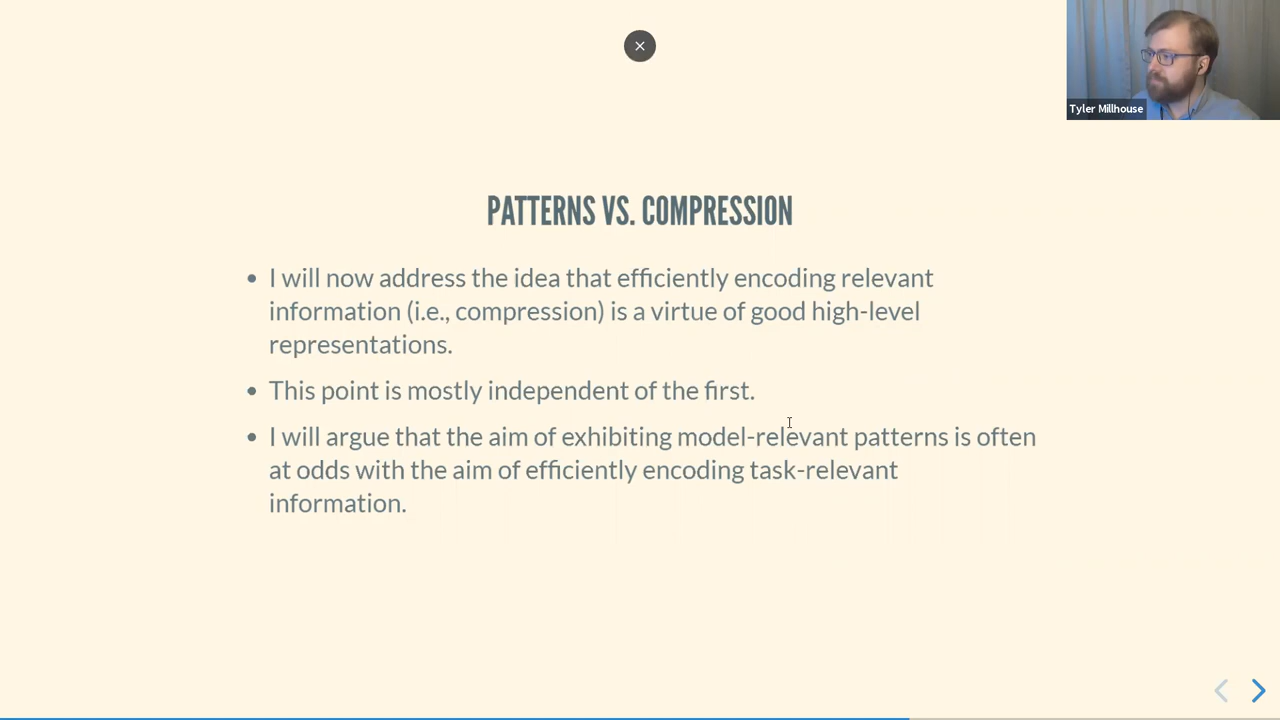 Tyler Millhouse
PATTERNS VS. COMPRESSION
• I will now address the idea that efficiently encoding relevant
information (i.e., compression) is a virtue of good high-level
representations.
• This point is mostly independent of the first.
• I will argue that the aim of exhibiting model-relevant patterns is often
at odds with the aim of efficiently encoding task-relevant
information.